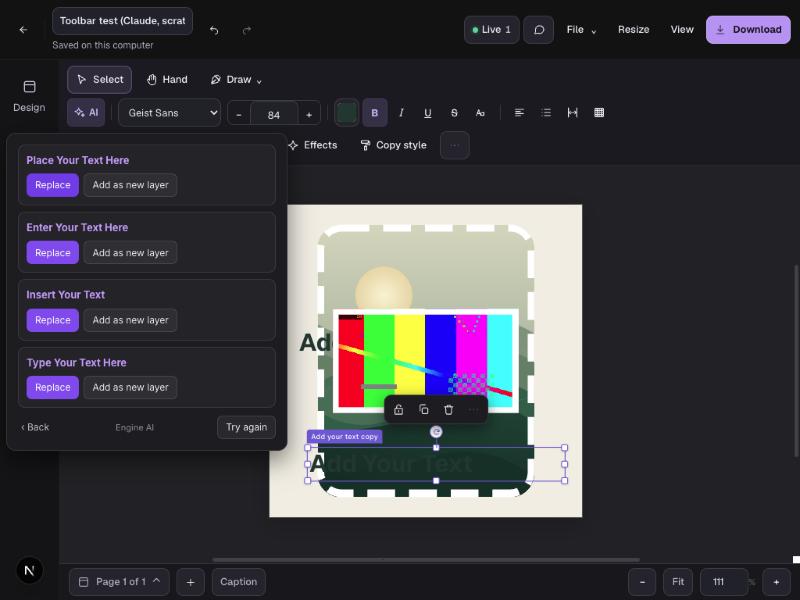 Toolbar test (Claude, scrat
Saved on this computer
Live 1
File
Resize
View
Download
Design
Select
Hand
Draw
AI
Geist Sans
−
84
+
B
I
U
S
Aa
Effects
Copy style
···
Place Your Text Here
Replace
Add as new layer
Enter Your Text Here
Replace
Add as new layer
Insert Your Text
Replace
Add as new layer
Type Your Text Here
Replace
Add as new layer
‹ Back
Engine AI
Try again
Ad
Add your text copy
Add Your Text
N
Page 1 of 1
+
Caption
−
Fit
111
%
+